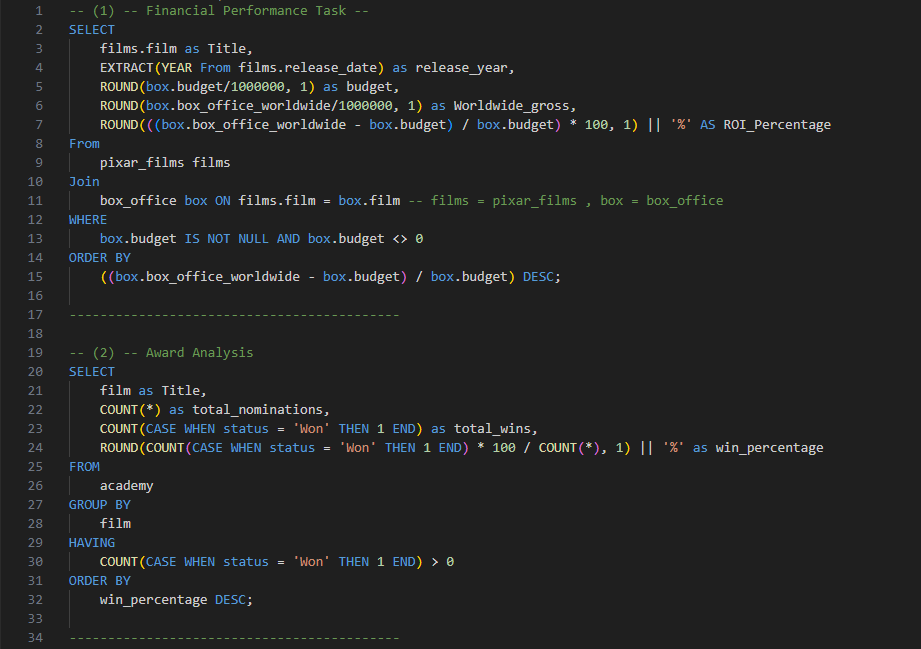 1 -- (1) -- Financial Performance Task --
2 SELECT
3 films.film as Title,
4 EXTRACT(YEAR From films.release_date) as release_year,
5 ROUND(box.budget/1000000, 1) as budget,
6 ROUND(box.box_office_worldwide/1000000, 1) as Worldwide_gross,
7 ROUND(((box.box_office_worldwide - box.budget) / box.budget) * 100, 1) || '%' AS ROI_Percentage
8 From
9 pixar_films films
10 Join
11 box_office box ON films.film = box.film -- films = pixar_films , box = box_office
12 WHERE
13 box.budget IS NOT NULL AND box.budget <> 0
14 ORDER BY
15 ((box.box_office_worldwide - box.budget) / box.budget) DESC;
16
17 -------------------------------------------
18
19 -- (2) -- Award Analysis
20 SELECT
21 film as Title,
22 COUNT(*) as total_nominations,
23 COUNT(CASE WHEN status = 'Won' THEN 1 END) as total_wins,
24 ROUND(COUNT(CASE WHEN status = 'Won' THEN 1 END) * 100 / COUNT(*), 1) || '%' as win_percentage
25 FROM
26 academy
27 GROUP BY
28 film
29 HAVING
30 COUNT(CASE WHEN status = 'Won' THEN 1 END) > 0
31 ORDER BY
32 win_percentage DESC;
33
34 -------------------------------------------